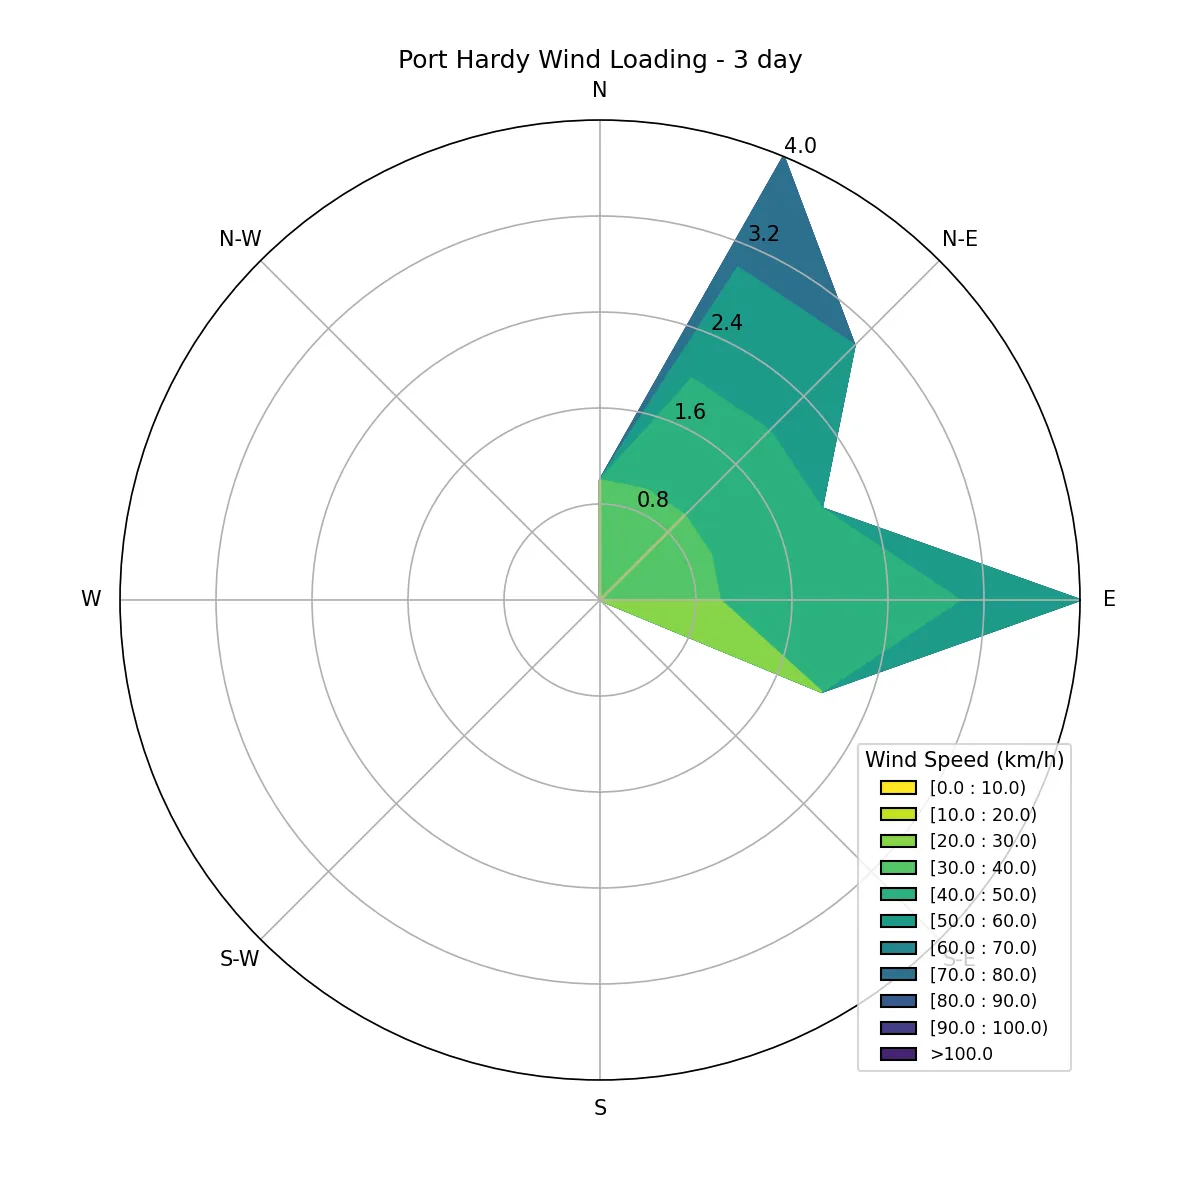 Port Hardy Wind Loading - 3 day
N
4.0
N-W
3.2
N-E
2.4
1.6
0.8
W
E
Wind Speed (km/h)
[0.0 : 10.0)
[10.0 : 20.0)
[20.0 : 30.0)
[30.0 : 40.0)
[40.0 : 50.0)
[50.0 : 60.0)
[60.0 : 70.0)
S-W
S-E
[70.0 : 80.0)
[80.0 : 90.0)
[90.0 : 100.0)
>100.0
S